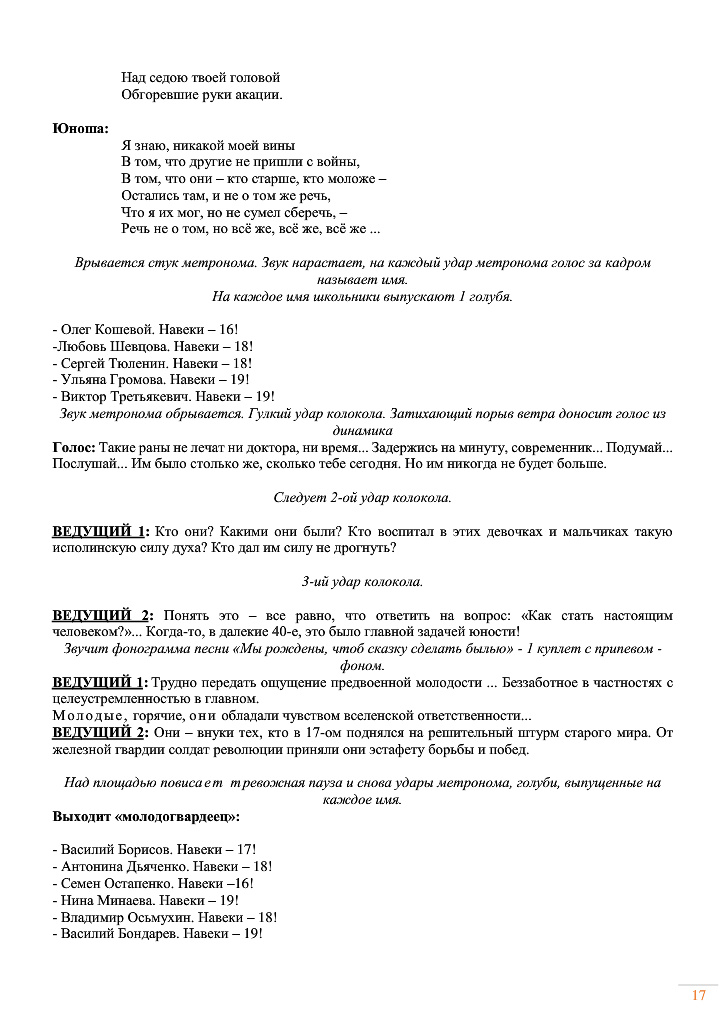 Над седою твоей головой
Обгоревшие руки акации.
Юноша:
Я знаю, никакой моей вины
В том, что другие не пришли с войны,
В том, что они – кто старше, кто моложе –
Остались там, и не о том же речь,
Что я их мог, но не сумел сберечь, –
Речь не о том, но всё же, всё же, всё же ...
Врывается стук метронома. Звук нарастает, на каждый удар метронома голос за кадром
называет имя.
На каждое имя школьники выпускают 1 голубя.
- Олег Кошевой. Навеки – 16!
-Любовь Шевцова. Навеки – 18!
- Сергей Тюленин. Навеки – 18!
- Ульяна Громова. Навеки – 19!
- Виктор Третьякевич. Навеки – 19!
Звук метронома обрывается. Гулкий удар колокола. Затихающий порыв ветра доносит голос из
динамика
Голос: Такие раны не лечат ни доктора, ни время... Задержись на минуту, современник... Подумай...
Послушай... Им было столько же, сколько тебе сегодня. Но им никогда не будет больше.
Следует 2-ой удар колокола.
ВЕДУЩИЙ 1: Кто они? Какими они были? Кто воспитал в этих девочках и мальчиках такую
исполинскую силу духа? Кто дал им силу не дрогнуть?
3-ий удар колокола.
ВЕДУЩИЙ 2: Понять это – все равно, что ответить на вопрос: «Как стать настоящим
человеком?»... Когда-то, в далекие 40-е, это было главной задачей юности!
Звучит фонограмма песни «Мы рождены, чтоб сказку сделать былью» - 1 куплет с припевом -
фоном.
ВЕДУЩИЙ 1: Трудно передать ощущение предвоенной молодости ... Беззаботное в частностях с
целеустремленностью в главном.
Молодые, горячие, они обладали чувством вселенской ответственности...
ВЕДУЩИЙ 2: Они – внуки тех, кто в 17-ом поднялся на решительный штурм старого мира. От
железной гвардии солдат революции приняли они эстафету борьбы и побед.
Над площадью повисает тревожная пауза и снова удары метронома, голуби, выпущенные на
каждое имя.
Выходит «молодогвардеец»:
- Василий Борисов. Навеки – 17!
- Антонина Дьяченко. Навеки – 18!
- Семен Остапенко. Навеки –16!
- Нина Минаева. Навеки – 19!
- Владимир Осьмухин. Навеки – 18!
- Василий Бондарев. Навеки – 19!
17